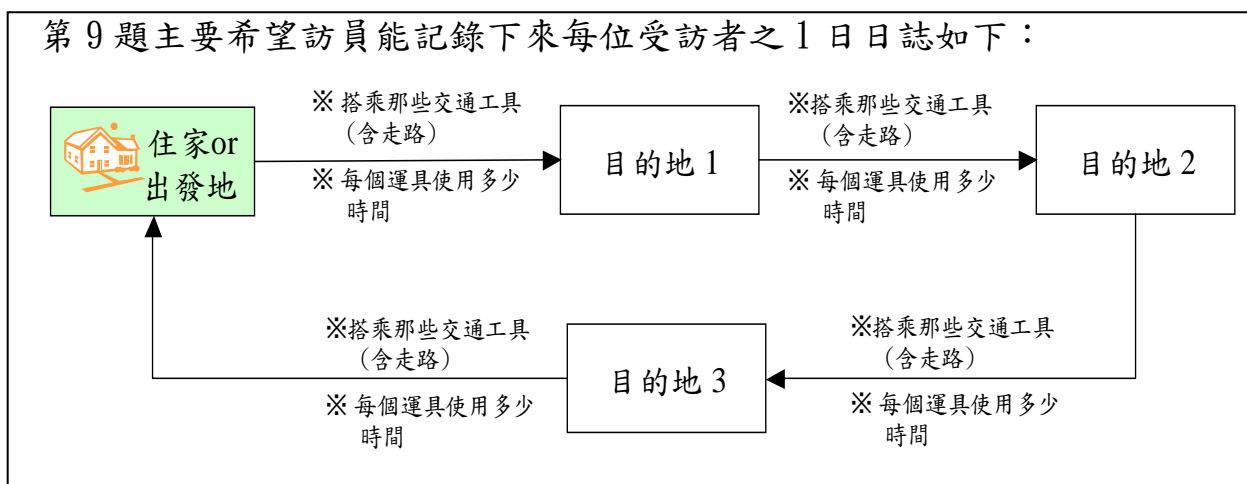 第 9 題主要希望訪員能記錄下來每位受訪者之 1 日日誌如下：
住家or
出發地
※ 搭乘那些交通工具
（含走路）
※ 每個運具使用多少
時間
目的地 1
※搭乘那些交通工具
（含走路）
※ 每個運具使用多少
時間
目的地 2
※搭乘那些交通工具
（含走路）
※ 每個運具使用多少
時間
目的地 3
※搭乘那些交通工具
（含走路）
※ 每個運具使用多少
時間